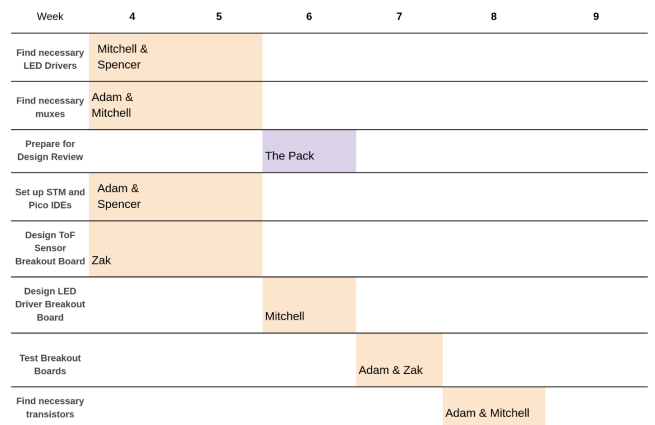 Week 4 5 6 7 8 9
Find necessary
LED Drivers
Mitchell &
Spencer
Find necessary
muxes
Adam &
Mitchell
Prepare for
Design Review
The Pack
Set up STM and
Pico IDEs
Adam &
Spencer
Design ToF
Sensor
Breakout Board
Zak
Design LED
Driver Breakout
Board
Mitchell
Test Breakout
Boards
Adam & Zak
Find necessary
transistors
Adam & Mitchell